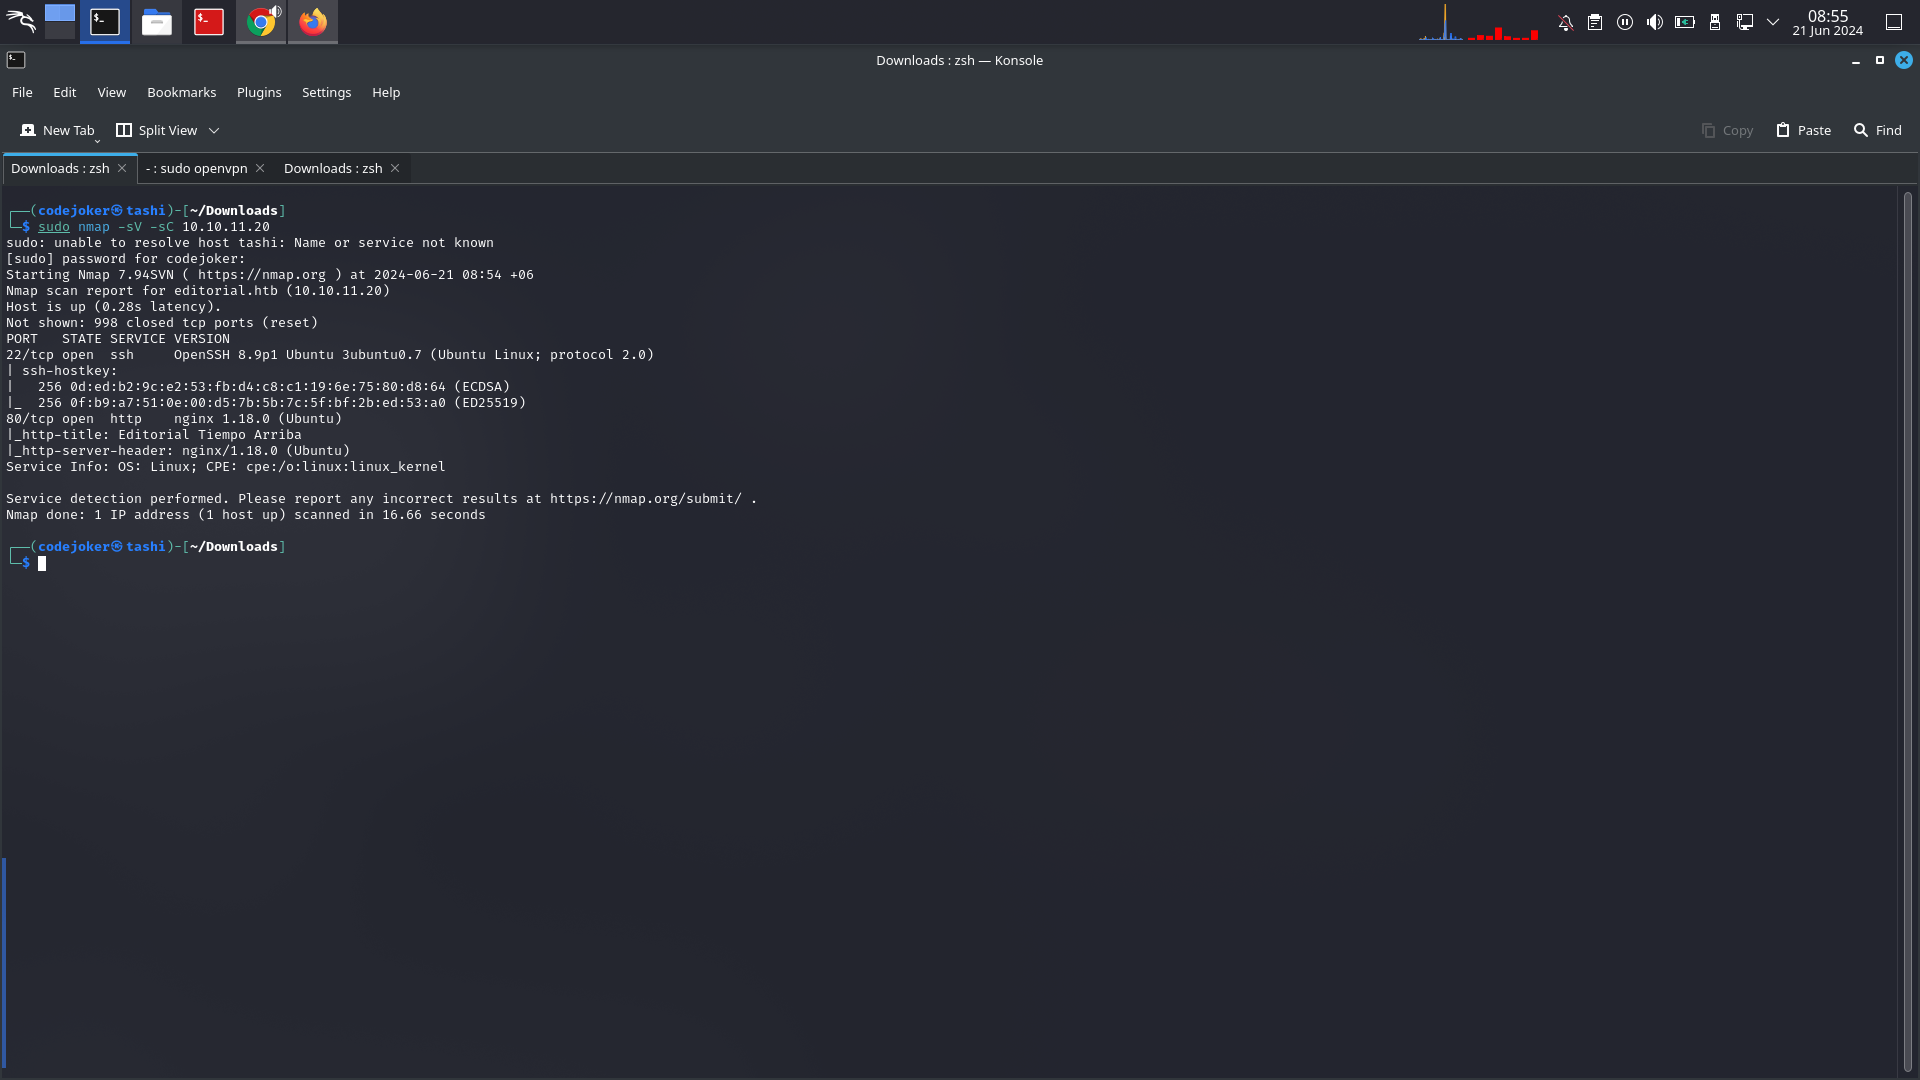 08:55
21 Jun 2024
Downloads : zsh — Konsole
File Edit View Bookmarks Plugins Settings Help
New Tab Split View Copy Paste Find
Downloads : zsh - : sudo openvpn Downloads : zsh
┌──(codejoker㉿tashi)-[~/Downloads]
└─$ sudo nmap -sV -sC 10.10.11.20
sudo: unable to resolve host tashi: Name or service not known
[sudo] password for codejoker:
Starting Nmap 7.94SVN ( https://nmap.org ) at 2024-06-21 08:54 +06
Nmap scan report for editorial.htb (10.10.11.20)
Host is up (0.28s latency).
Not shown: 998 closed tcp ports (reset)
PORT   STATE SERVICE VERSION
22/tcp open  ssh     OpenSSH 8.9p1 Ubuntu 3ubuntu0.7 (Ubuntu Linux; protocol 2.0)
| ssh-hostkey:
|   256 0d:ed:b2:9c:e2:53:fb:d4:c8:c1:19:6e:75:80:d8:64 (ECDSA)
|_  256 0f:b9:a7:51:0e:00:d5:7b:5b:7c:5f:bf:2b:ed:53:a0 (ED25519)
80/tcp open  http    nginx 1.18.0 (Ubuntu)
|_http-title: Editorial Tiempo Arriba
|_http-server-header: nginx/1.18.0 (Ubuntu)
Service Info: OS: Linux; CPE: cpe:/o:linux:linux_kernel
Service detection performed. Please report any incorrect results at https://nmap.org/submit/ .
Nmap done: 1 IP address (1 host up) scanned in 16.66 seconds
┌──(codejoker㉿tashi)-[~/Downloads]
└─$